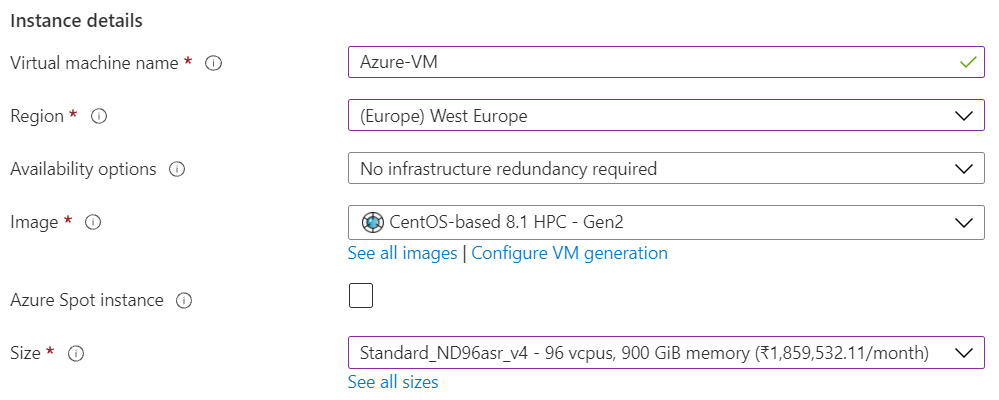 Instance details
Virtual machine name * Azure-VM
Region * (Europe) West Europe
Availability options No infrastructure redundancy required
Image * CentOS-based 8.1 HPC - Gen2
See all images | Configure VM generation
Azure Spot instance
Size * Standard_ND96asr_v4 - 96 vcpus, 900 GiB memory (₹1,859,532.11/month)
See all sizes